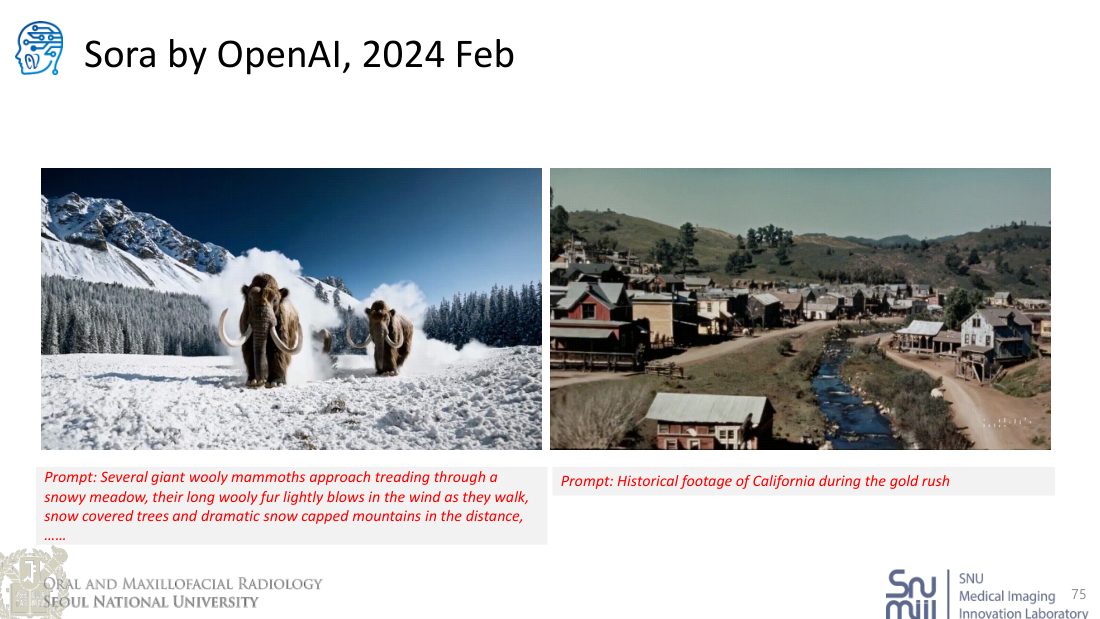 Sora by OpenAI, 2024 Feb
Prompt: Several giant wooly mammoths approach treading through a
snowy meadow, their long wooly fur lightly blows in the wind as they walk,
snow covered trees and dramatic snow capped mountains in the distance,
......
Prompt: Historical footage of California during the gold rush
ORAL AND MAXILLOFACIAL RADIOLOGY
SEOUL NATIONAL UNIVERSITY
SNU
miil
SNU
Medical Imaging
Innovation Laboratory
75